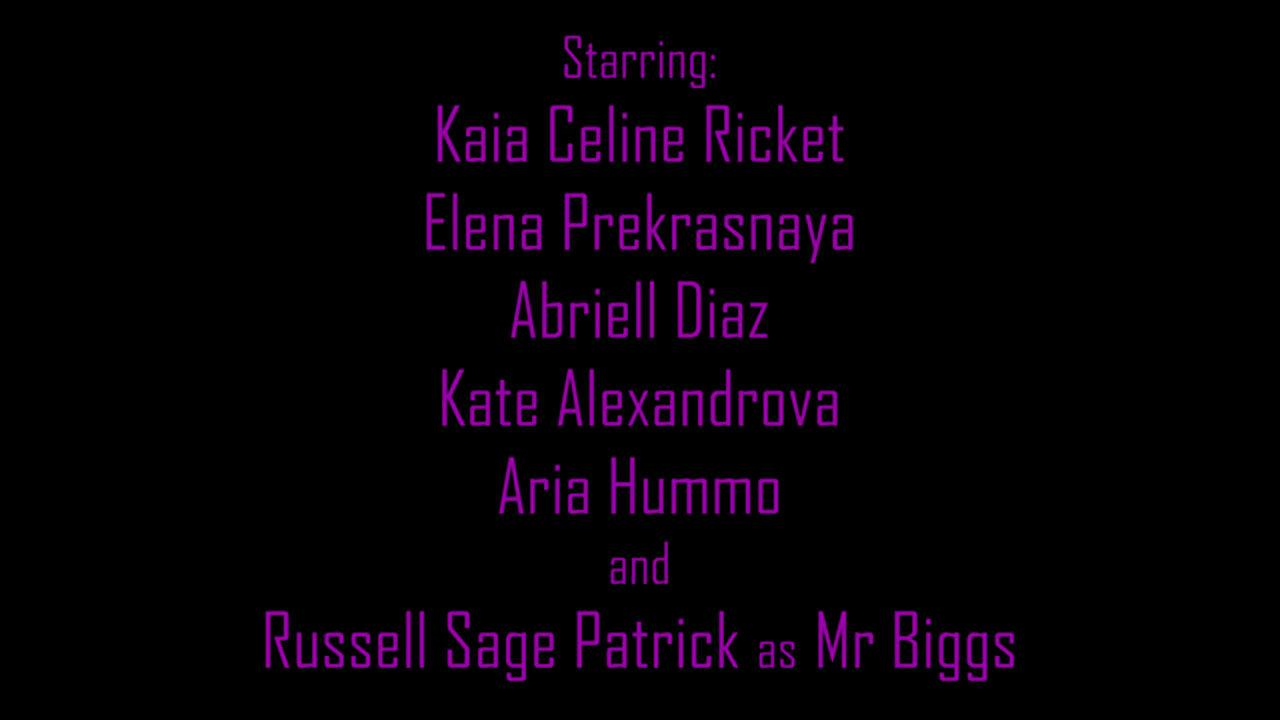 Starring:
Kaia Celine Ricket
Elena Prekrasnaya
Abriell Diaz
Kate Alexandrova
Aria Hummo
and
Russell Sage Patrick as Mr Biggs